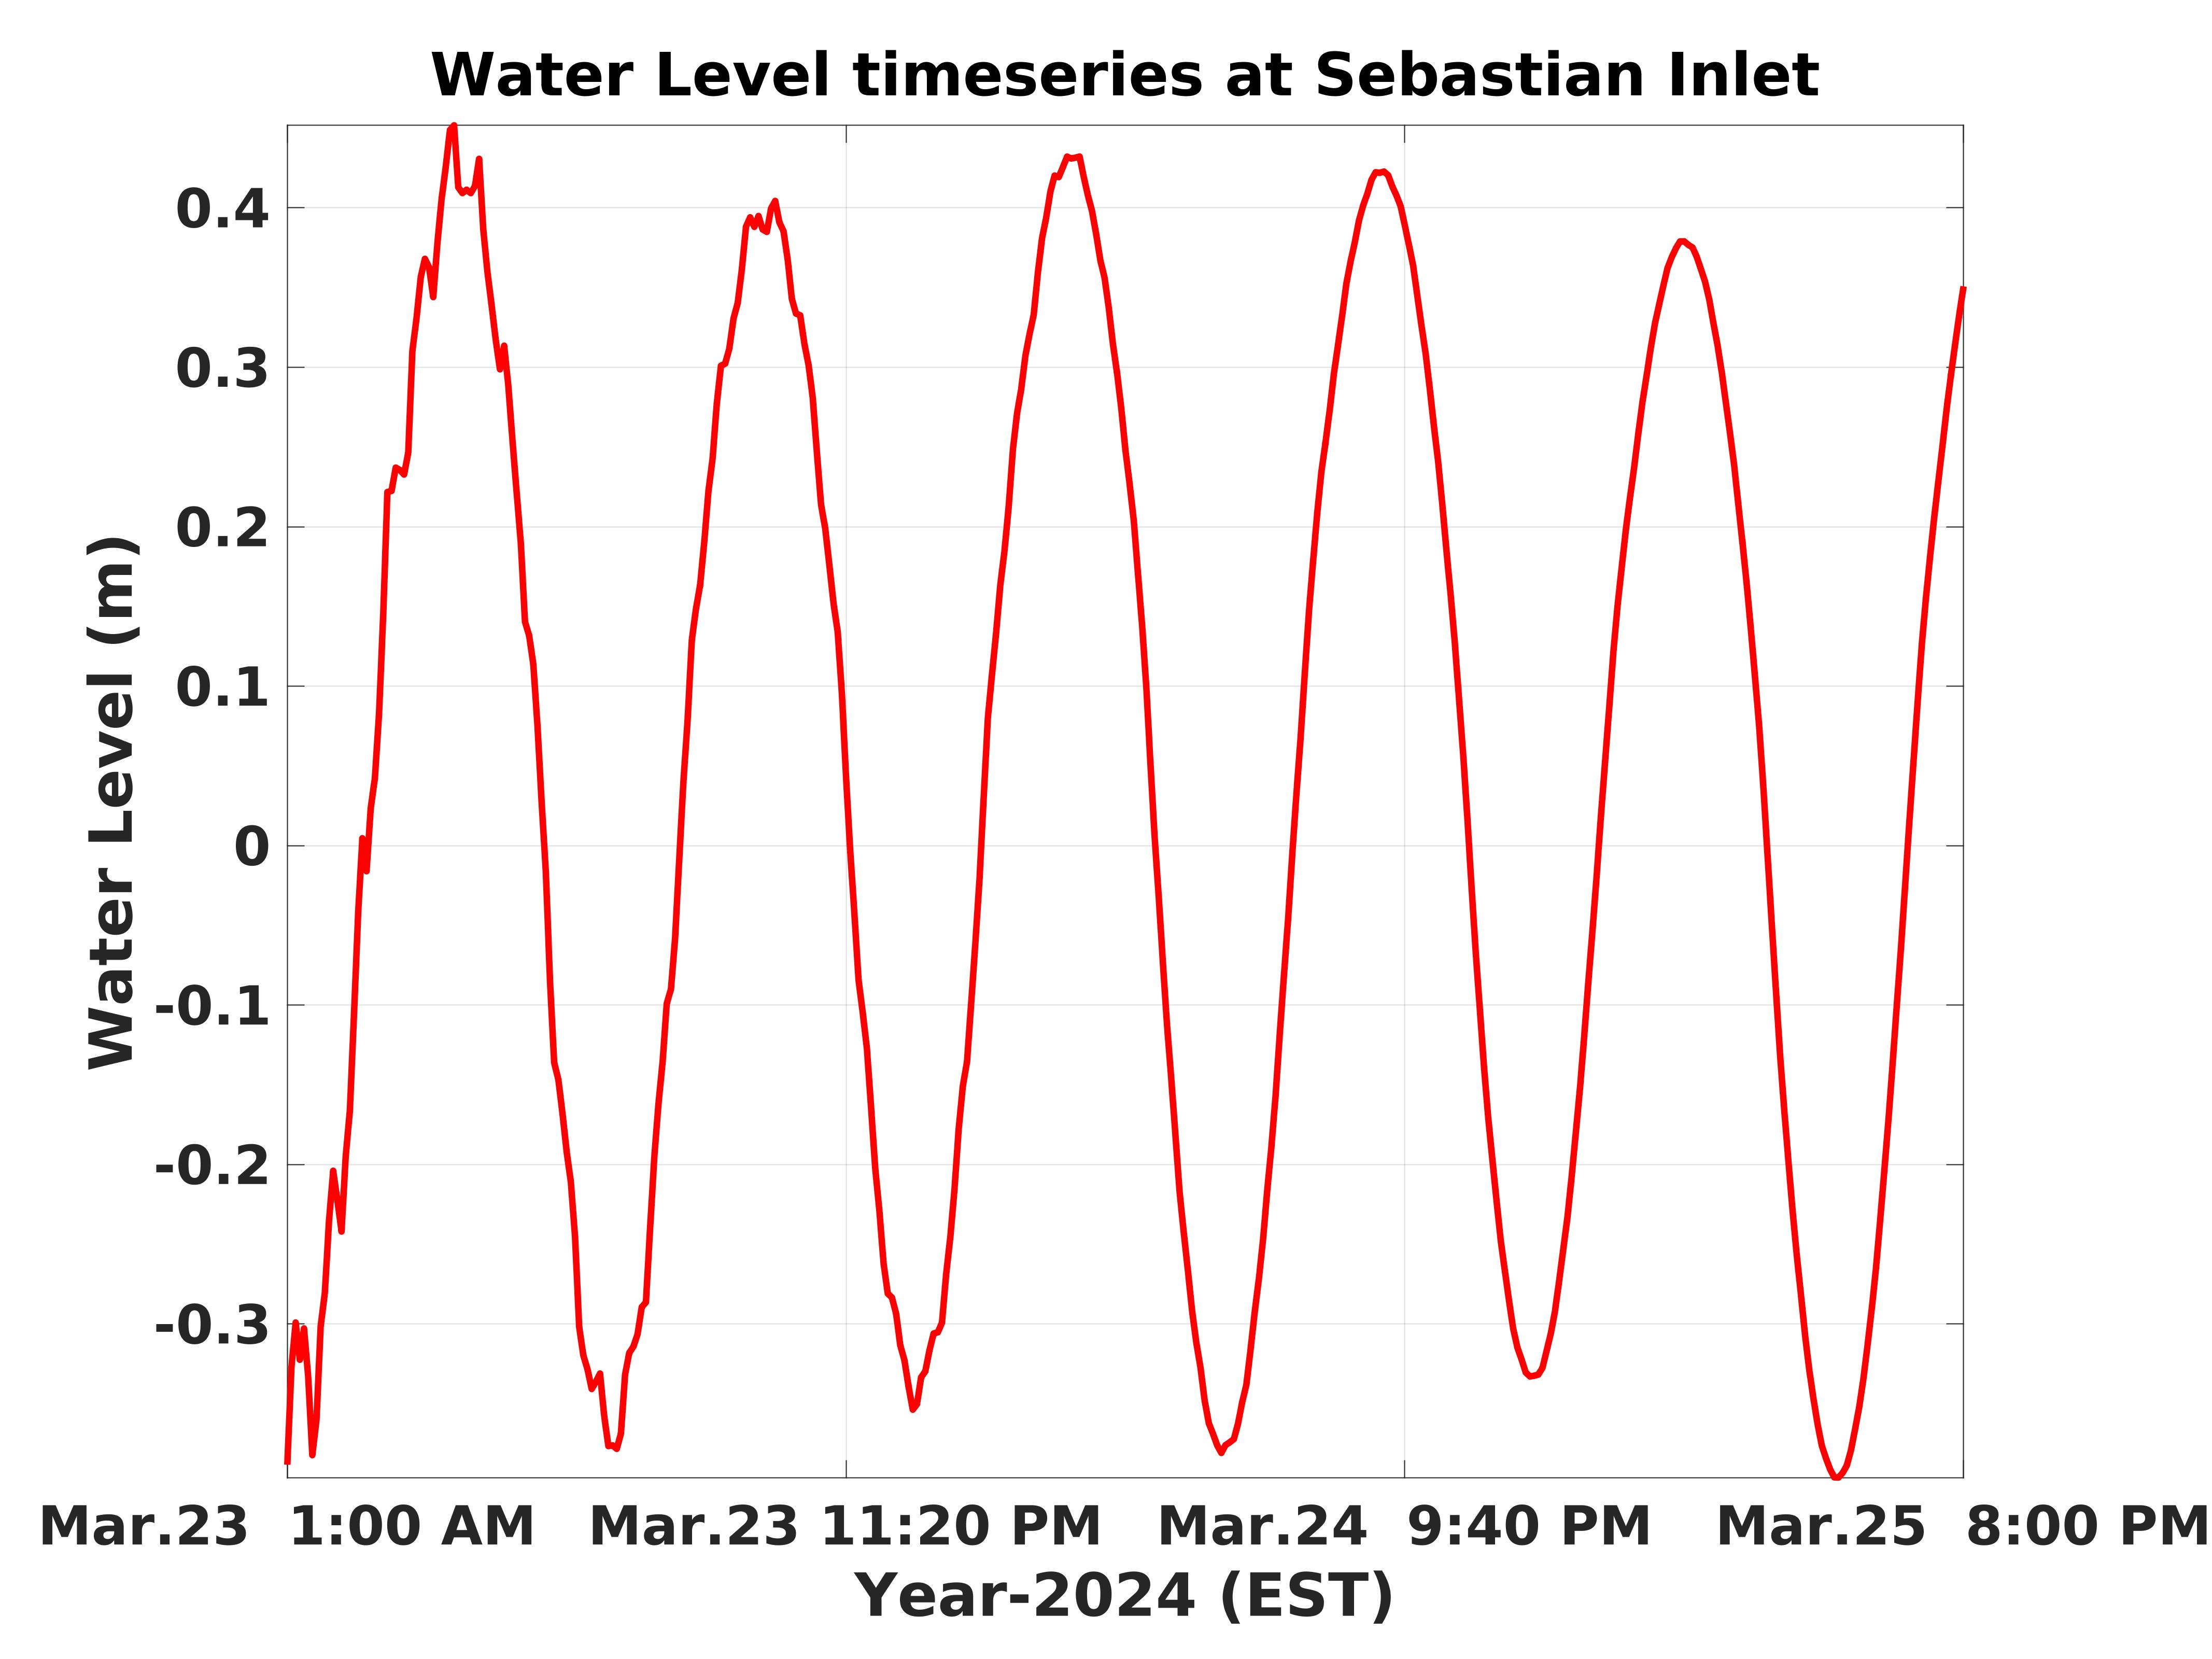 Water Level timeseries at Sebastian Inlet
Water Level (m)
0.4
0.3
0.2
0.1
0
-0.1
-0.2
-0.3
Mar.23 1:00 AM Mar.23 11:20 PM Mar.24 9:40 PM Mar.25 8:00 PM
Year-2024 (EST)